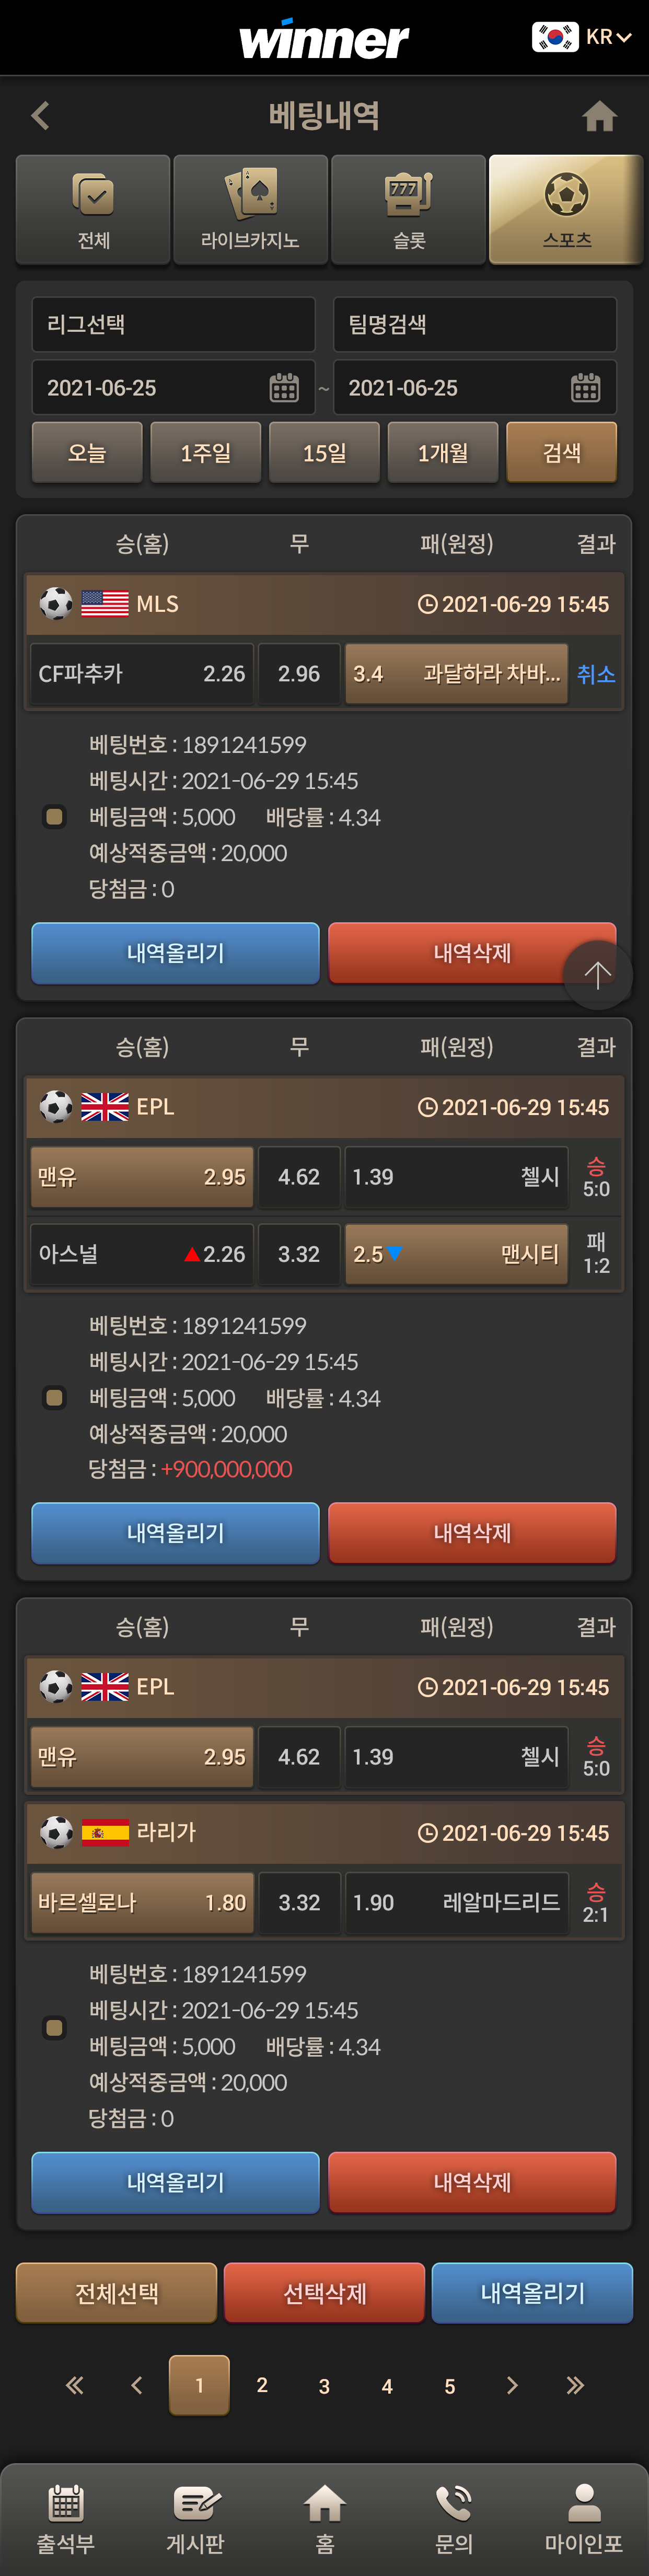 winner
KR
베팅내역
전체 라이브카지노 슬롯 스포츠
리그선택 팀명검색
2021-06-25 ~ 2021-06-25
오늘 1주일 15일 1개월 검색
승(홈) 무 패(원정) 결과
MLS 2021-06-29 15:45
CF파추카 2.26 2.96 3.4 과달하라 차바... 취소
베팅번호 : 1891241599
베팅시간 : 2021-06-29 15:45
베팅금액 : 5,000 배당률 : 4.34
예상적중금액 : 20,000
당첨금 : 0
내역올리기 내역삭제
승(홈) 무 패(원정) 결과
EPL 2021-06-29 15:45
맨유 2.95 4.62 1.39 첼시 승 5:0
아스널 ▲2.26 3.32 2.5▼ 맨시티 패 1:2
베팅번호 : 1891241599
베팅시간 : 2021-06-29 15:45
베팅금액 : 5,000 배당률 : 4.34
예상적중금액 : 20,000
당첨금 : +900,000,000
내역올리기 내역삭제
승(홈) 무 패(원정) 결과
EPL 2021-06-29 15:45
맨유 2.95 4.62 1.39 첼시 승 5:0
라리가 2021-06-29 15:45
바르셀로나 1.80 3.32 1.90 레알마드리드 승 2:1
베팅번호 : 1891241599
베팅시간 : 2021-06-29 15:45
베팅금액 : 5,000 배당률 : 4.34
예상적중금액 : 20,000
당첨금 : 0
내역올리기 내역삭제
전체선택 선택삭제 내역올리기
« < 1 2 3 4 5 > »
출석부 게시판 홈 문의 마이인포